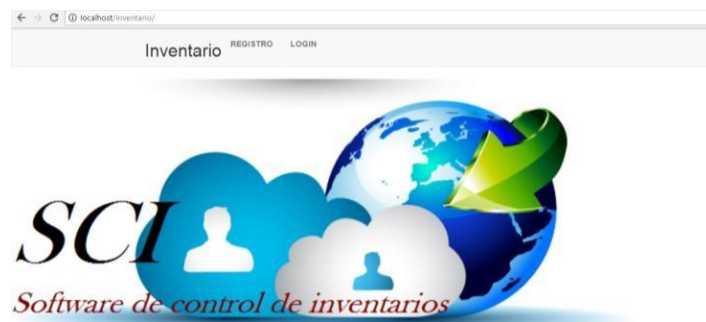 localhost/inventario/
Inventario REGISTRO LOGIN
SCI
Software de control de inventarios